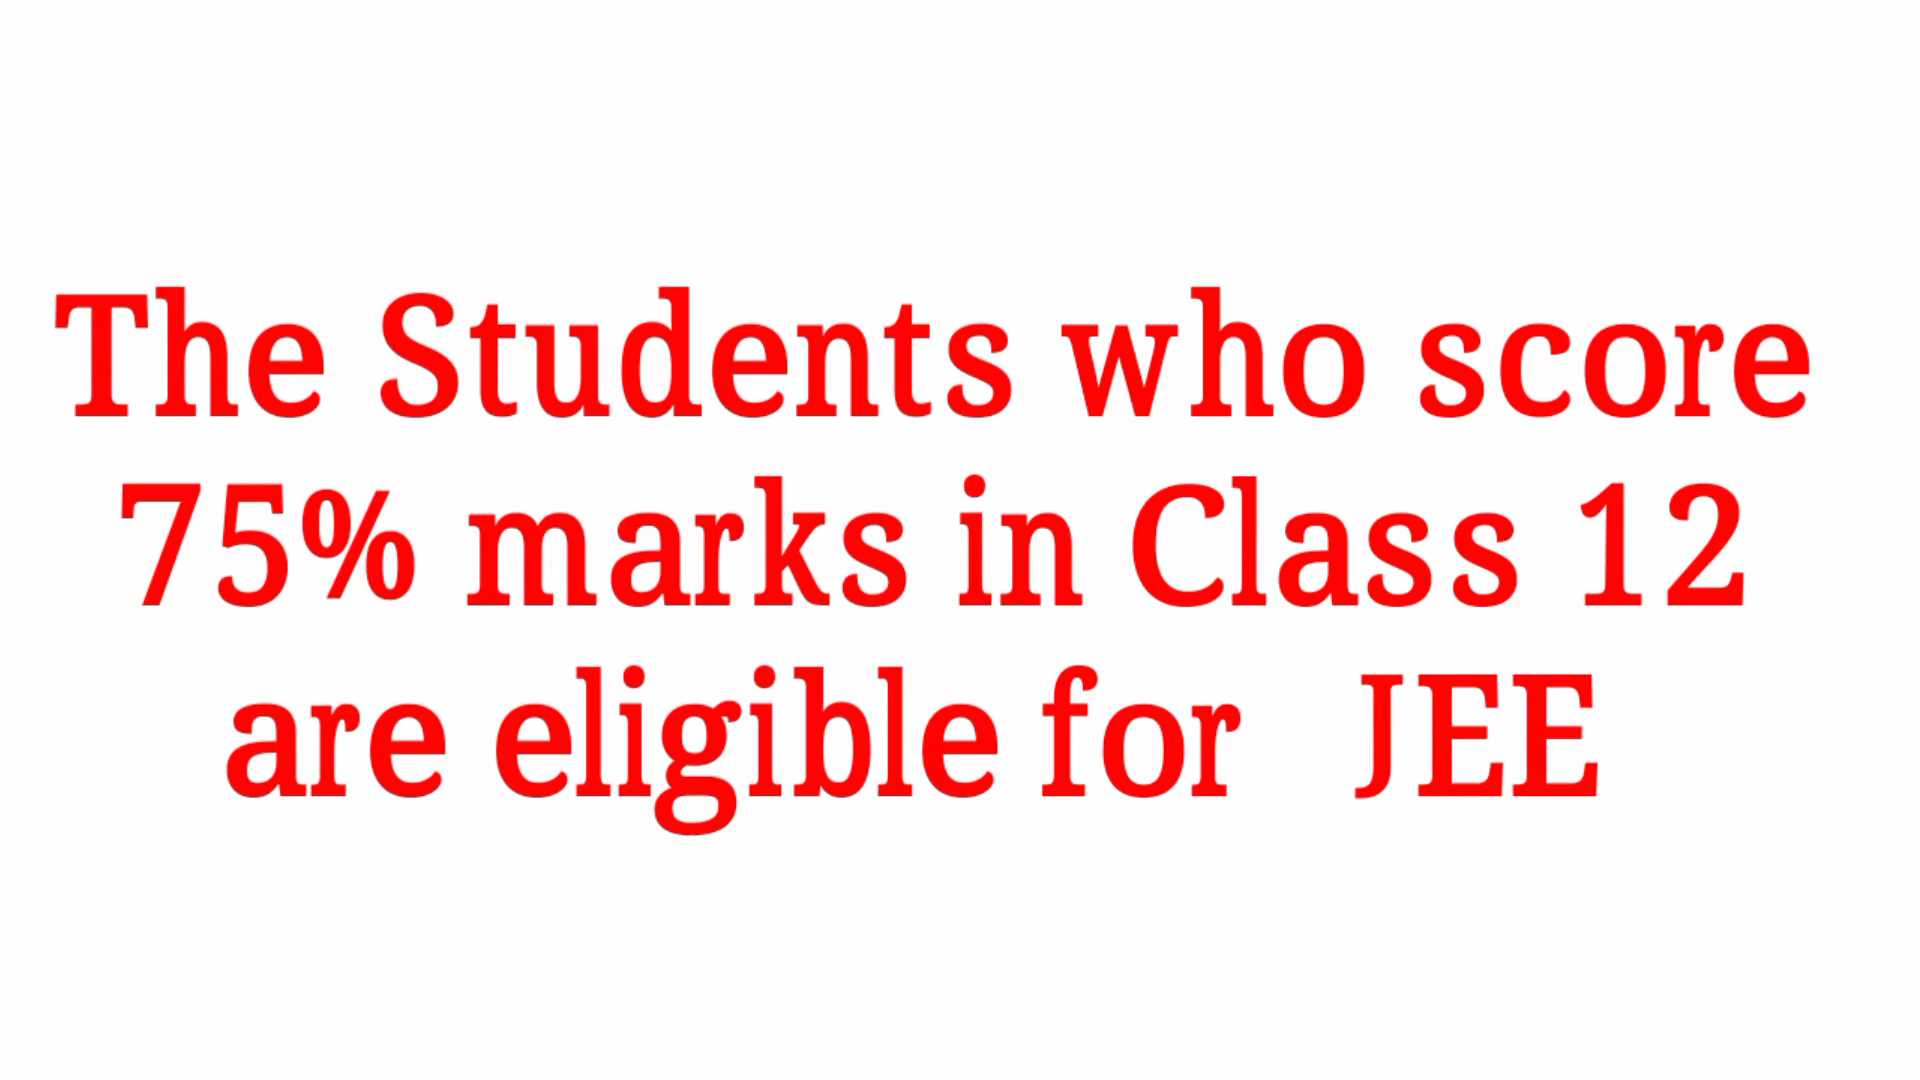 The Students who score
75% marks in Class 12
are eligible for JEE